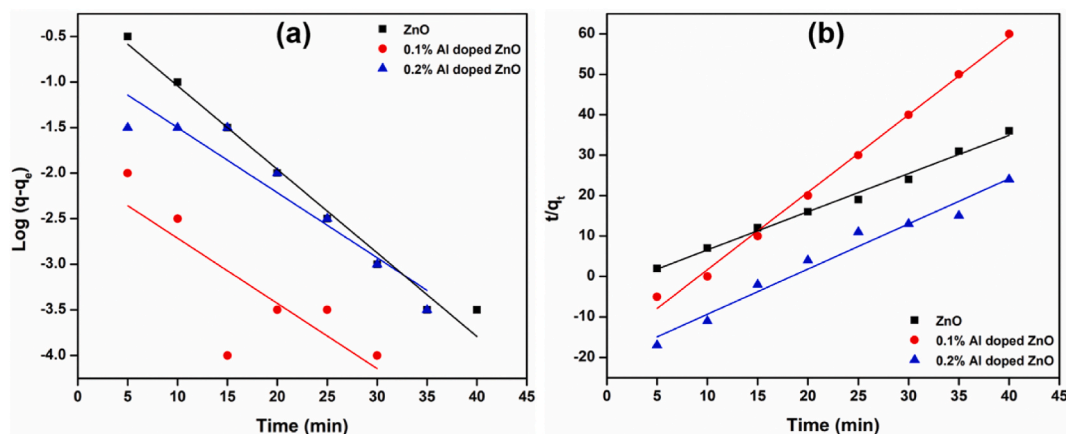 (a)
ZnO
0.1% Al doped ZnO
0.2% Al doped ZnO
-0.5
-1.0
-1.5
-2.0
-2.5
-3.0
-3.5
-4.0
Log (q-qₑ)
0 5 10 15 20 25 30 35 40 45
Time (min)
(b)
60
50
40
30
20
10
0
-10
-20
t/qₜ
ZnO
0.1% Al doped ZnO
0.2% Al doped ZnO
0 5 10 15 20 25 30 35 40 45
Time (min)